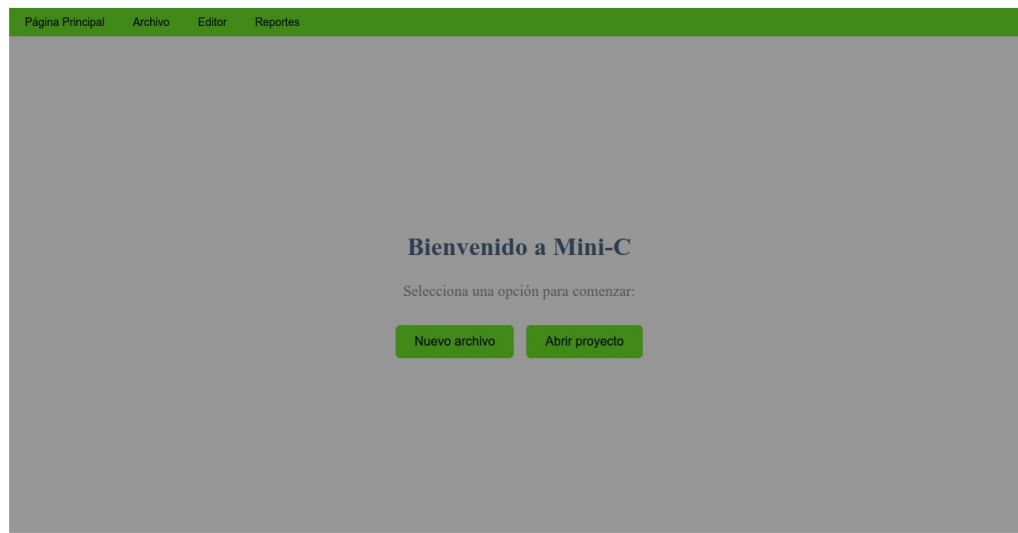 Página Principal Archivo Editor Reportes
Bienvenido a Mini-C
Selecciona una opción para comenzar:
Nuevo archivo Abrir proyecto